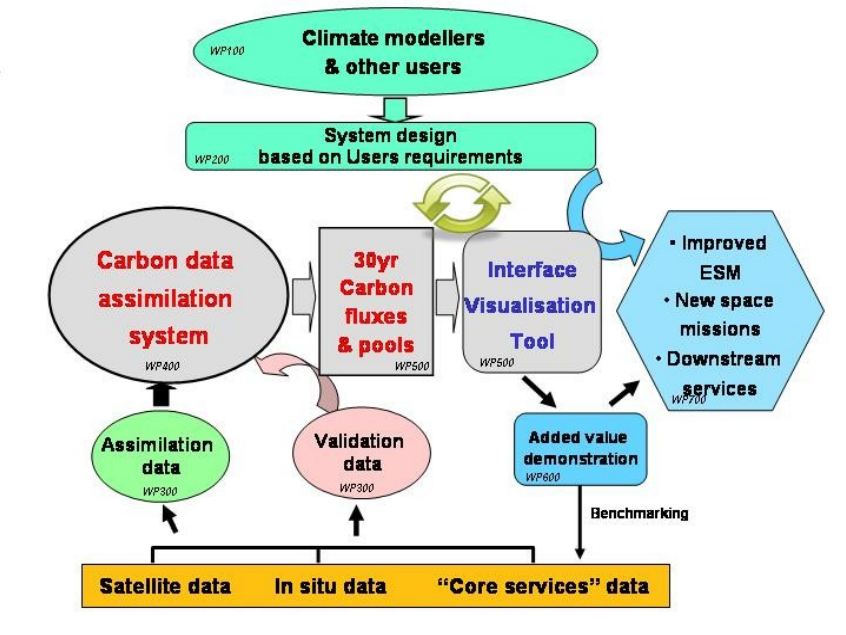 Climate modellers
& other users
WP100
System design
based on Users requirements
WP200
Carbon data
assimilation
system
WP400
30yr
Carbon
fluxes
& pools
WP500
Interface
Visualisation
Tool
WP500
• Improved
ESM
• New space
missions
• Downstream
services
WP700
Assimilation
data
WP300
Validation
data
WP300
Added value
demonstration
WP600
Benchmarking
Satellite data In situ data “Core services” data